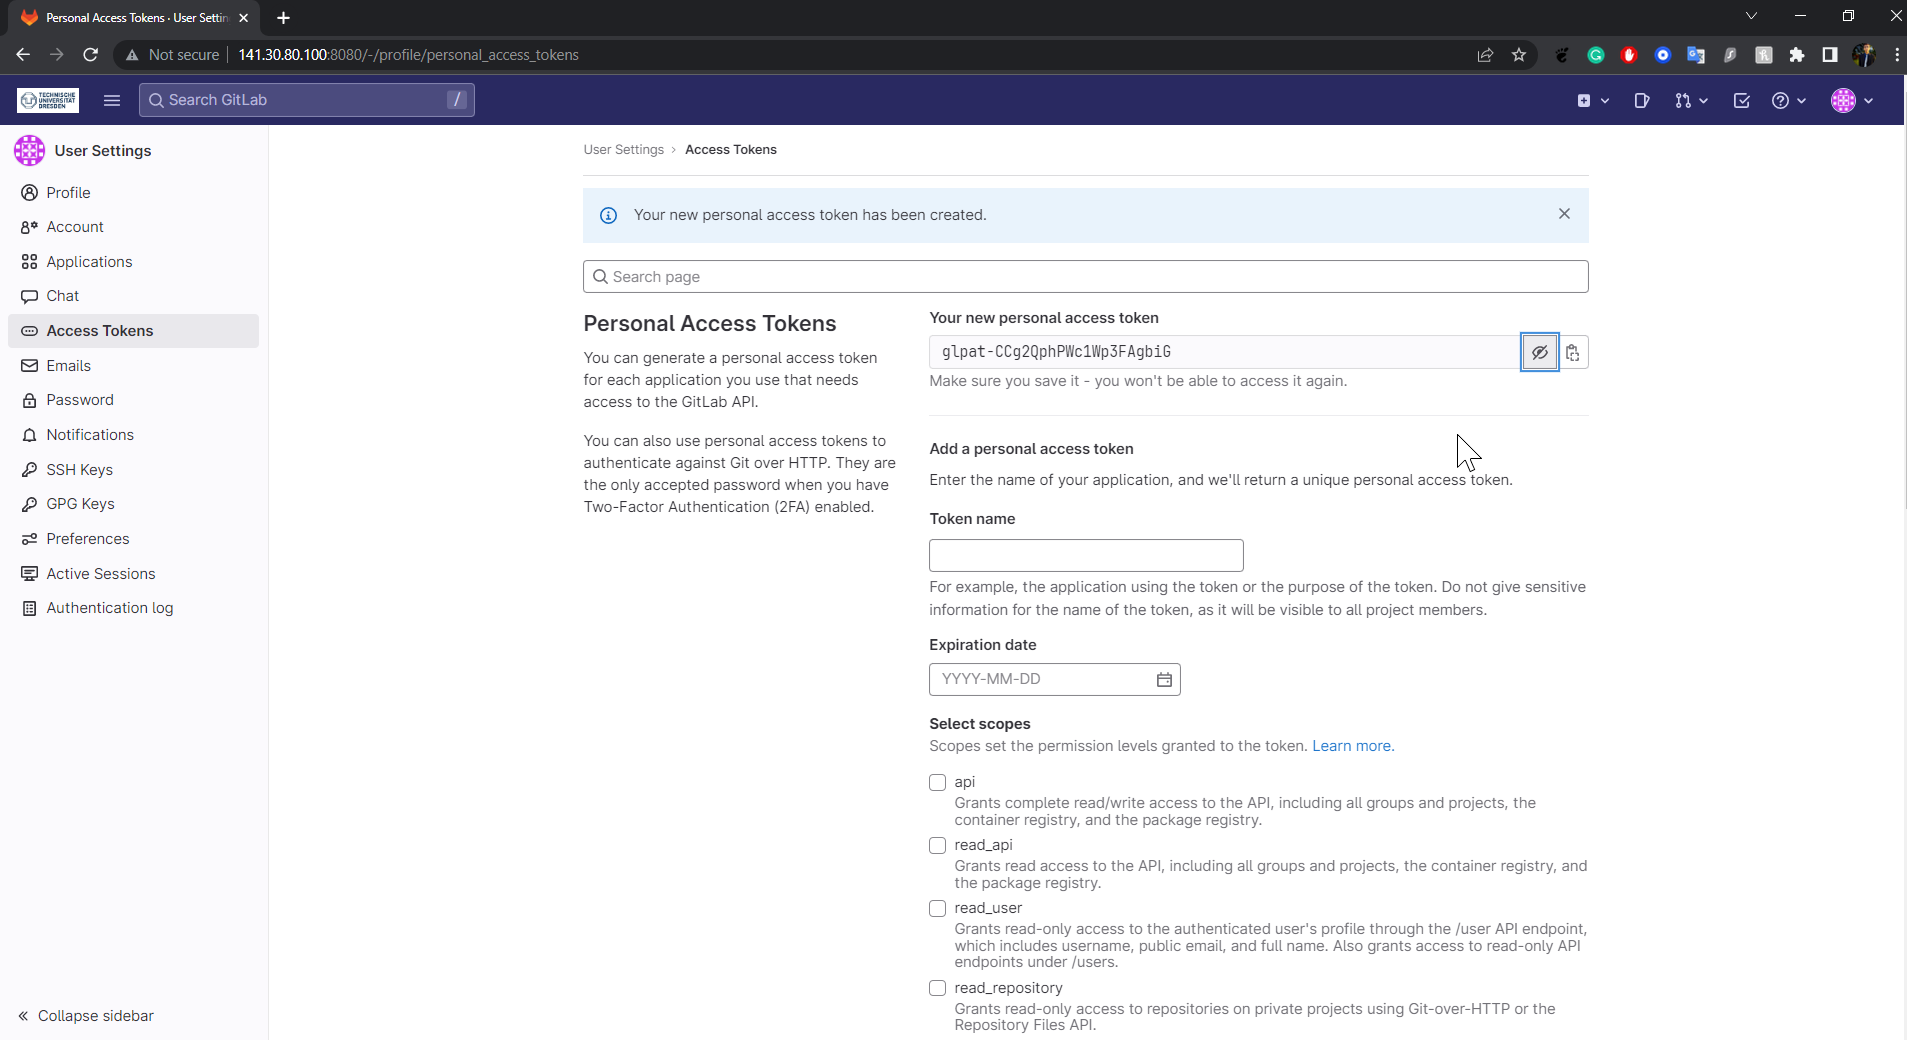 Personal Access Tokens · User Settin
Not secure
141.30.80.100:8080/-/profile/personal_access_tokens
TECHNISCHE
UNIVERSITÄT
DRESDEN
Search GitLab
/
User Settings
Profile
Account
Applications
Chat
Access Tokens
Emails
Password
Notifications
SSH Keys
GPG Keys
Preferences
Active Sessions
Authentication log
Collapse sidebar
User Settings › Access Tokens
Your new personal access token has been created.
Search page
Personal Access Tokens
You can generate a personal access token
for each application you use that needs
access to the GitLab API.
You can also use personal access tokens to
authenticate against Git over HTTP. They are
the only accepted password when you have
Two-Factor Authentication (2FA) enabled.
Your new personal access token
glpat-CCg2QphPWc1Wp3FAgbiG
Make sure you save it - you won't be able to access it again.
Add a personal access token
Enter the name of your application, and we'll return a unique personal access token.
Token name
For example, the application using the token or the purpose of the token. Do not give sensitive
information for the name of the token, as it will be visible to all project members.
Expiration date
YYYY-MM-DD
Select scopes
Scopes set the permission levels granted to the token. Learn more.
api
Grants complete read/write access to the API, including all groups and projects, the
container registry, and the package registry.
read_api
Grants read access to the API, including all groups and projects, the container registry, and
the package registry.
read_user
Grants read-only access to the authenticated user's profile through the /user API endpoint,
which includes username, public email, and full name. Also grants access to read-only API
endpoints under /users.
read_repository
Grants read-only access to repositories on private projects using Git-over-HTTP or the
Repository Files API.